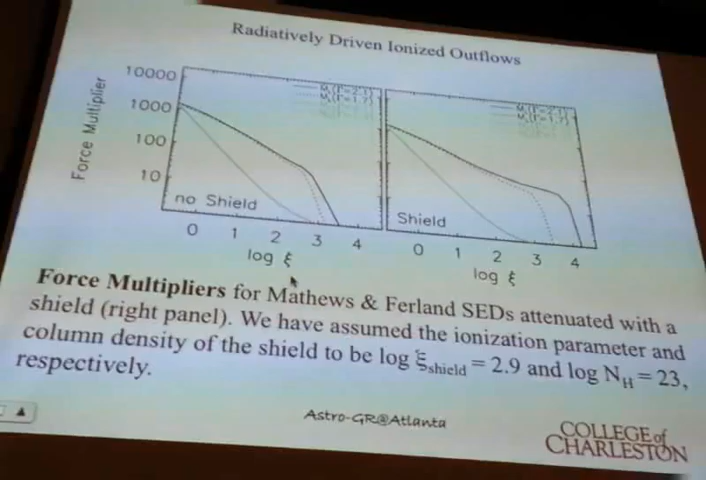 Radiatively Driven Ionized Outflows
Force Multiplier
10000
1000
100
10
no Shield
0 1 2 3 4
log ξ
Shield
0 1 2 3 4
log ξ
Force Multipliers for Mathews & Ferland SEDs attenuated with a
shield (right panel). We have assumed the ionization parameter and
column density of the shield to be log ξshield = 2.9 and log NH = 23,
respectively.
Astro-GR@Atlanta
COLLEGE of
CHARLESTON